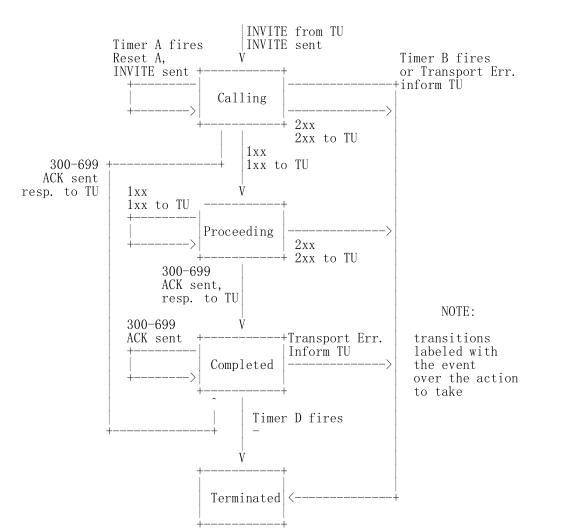 INVITE from TU
INVITE sent
Timer A fires
Reset A,
INVITE sent
Timer B fires
or Transport Err.
inform TU
Calling
2xx
2xx to TU
1xx
1xx to TU
300-699
ACK sent
resp. to TU
1xx
1xx to TU
Proceeding
2xx
2xx to TU
300-699
ACK sent,
resp. to TU
NOTE:
300-699
ACK sent
Transport Err.
Inform TU
transitions
labeled with
the event
over the action
to take
Completed
Timer D fires
-
Terminated